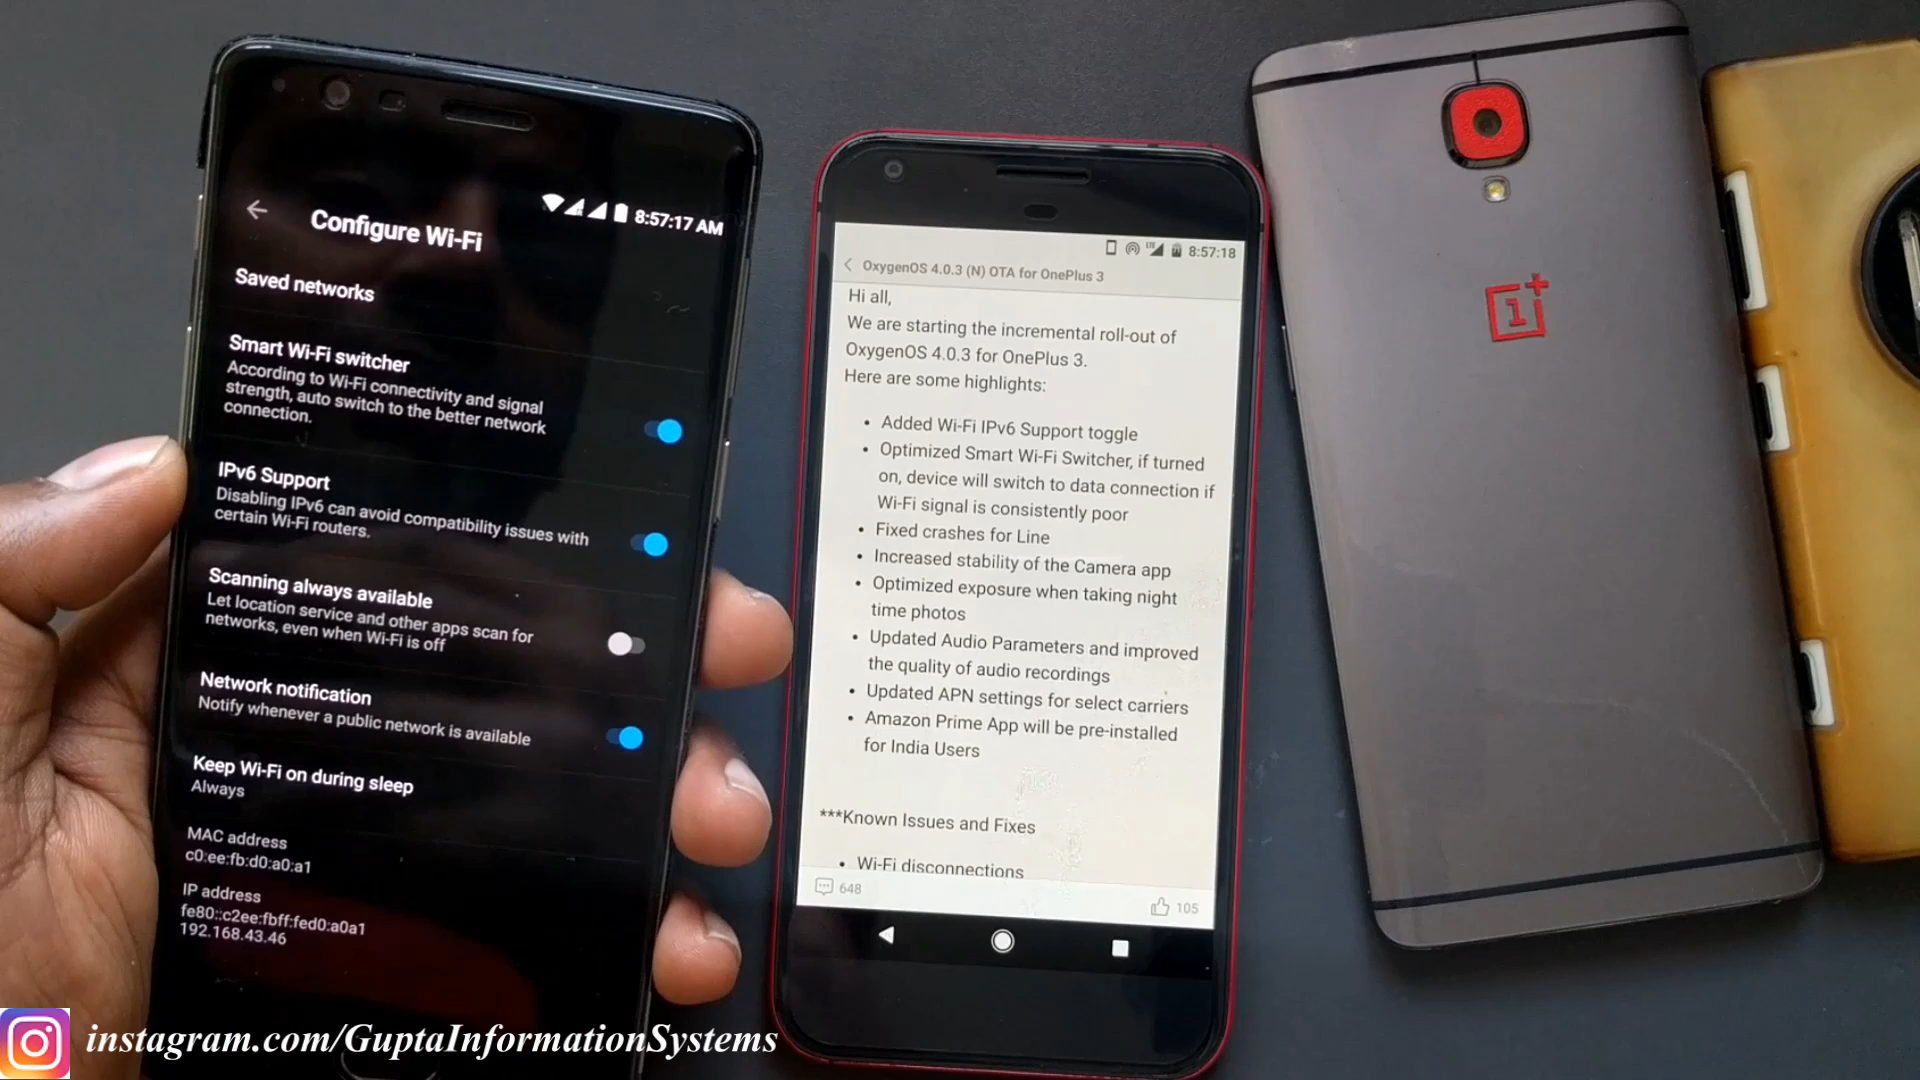 8:57:17 AM
Configure Wi-Fi
Saved networks
Smart Wi-Fi switcher
According to Wi-Fi connectivity and signal
strength, auto switch to the better network
connection.
IPv6 Support
Disabling IPv6 can avoid compatibility issues with
certain Wi-Fi routers.
Scanning always available
Let location service and other apps scan for
networks, even when Wi-Fi is off
Network notification
Notify whenever a public network is available
Keep Wi-Fi on during sleep
Always
MAC address
c0:ee:fb:d0:a0:a1
IP address
fe80::c2ee:fbff:fed0:a0a1
192.168.43.46
LTE 8:57:18
OxygenOS 4.0.3 (N) OTA for OnePlus 3
Hi all,
We are starting the incremental roll-out of
OxygenOS 4.0.3 for OnePlus 3.
Here are some highlights:
• Added Wi-Fi IPv6 Support toggle
• Optimized Smart Wi-Fi Switcher, if turned
on, device will switch to data connection if
Wi-Fi signal is consistently poor
• Fixed crashes for Line
• Increased stability of the Camera app
• Optimized exposure when taking night
time photos
• Updated Audio Parameters and improved
the quality of audio recordings
• Updated APN settings for select carriers
• Amazon Prime App will be pre-installed
for India Users
***Known Issues and Fixes
• Wi-Fi disconnections
648
105
1+
instagram.com/GuptaInformationSystems